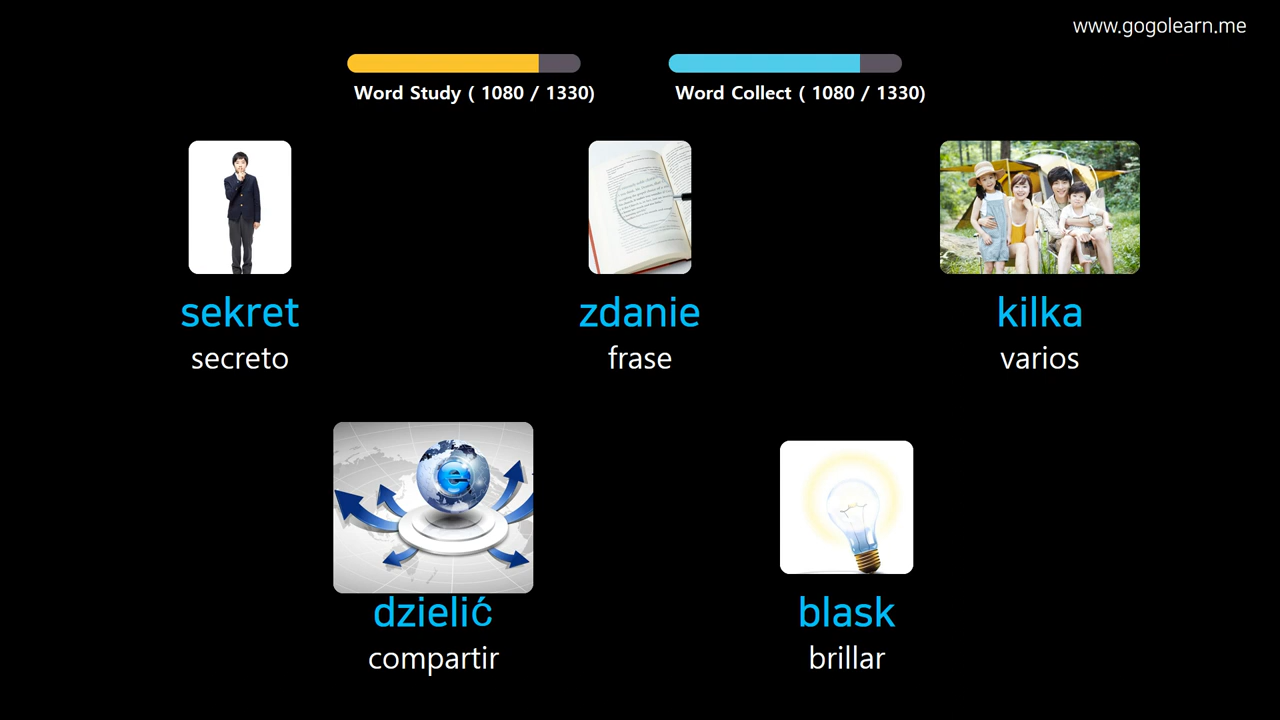 www.gogolearn.me
Word Study ( 1080 / 1330)
Word Collect ( 1080 / 1330)
sekret
secreto
zdanie
frase
kilka
varios
dzielić
compartir
blask
brillar